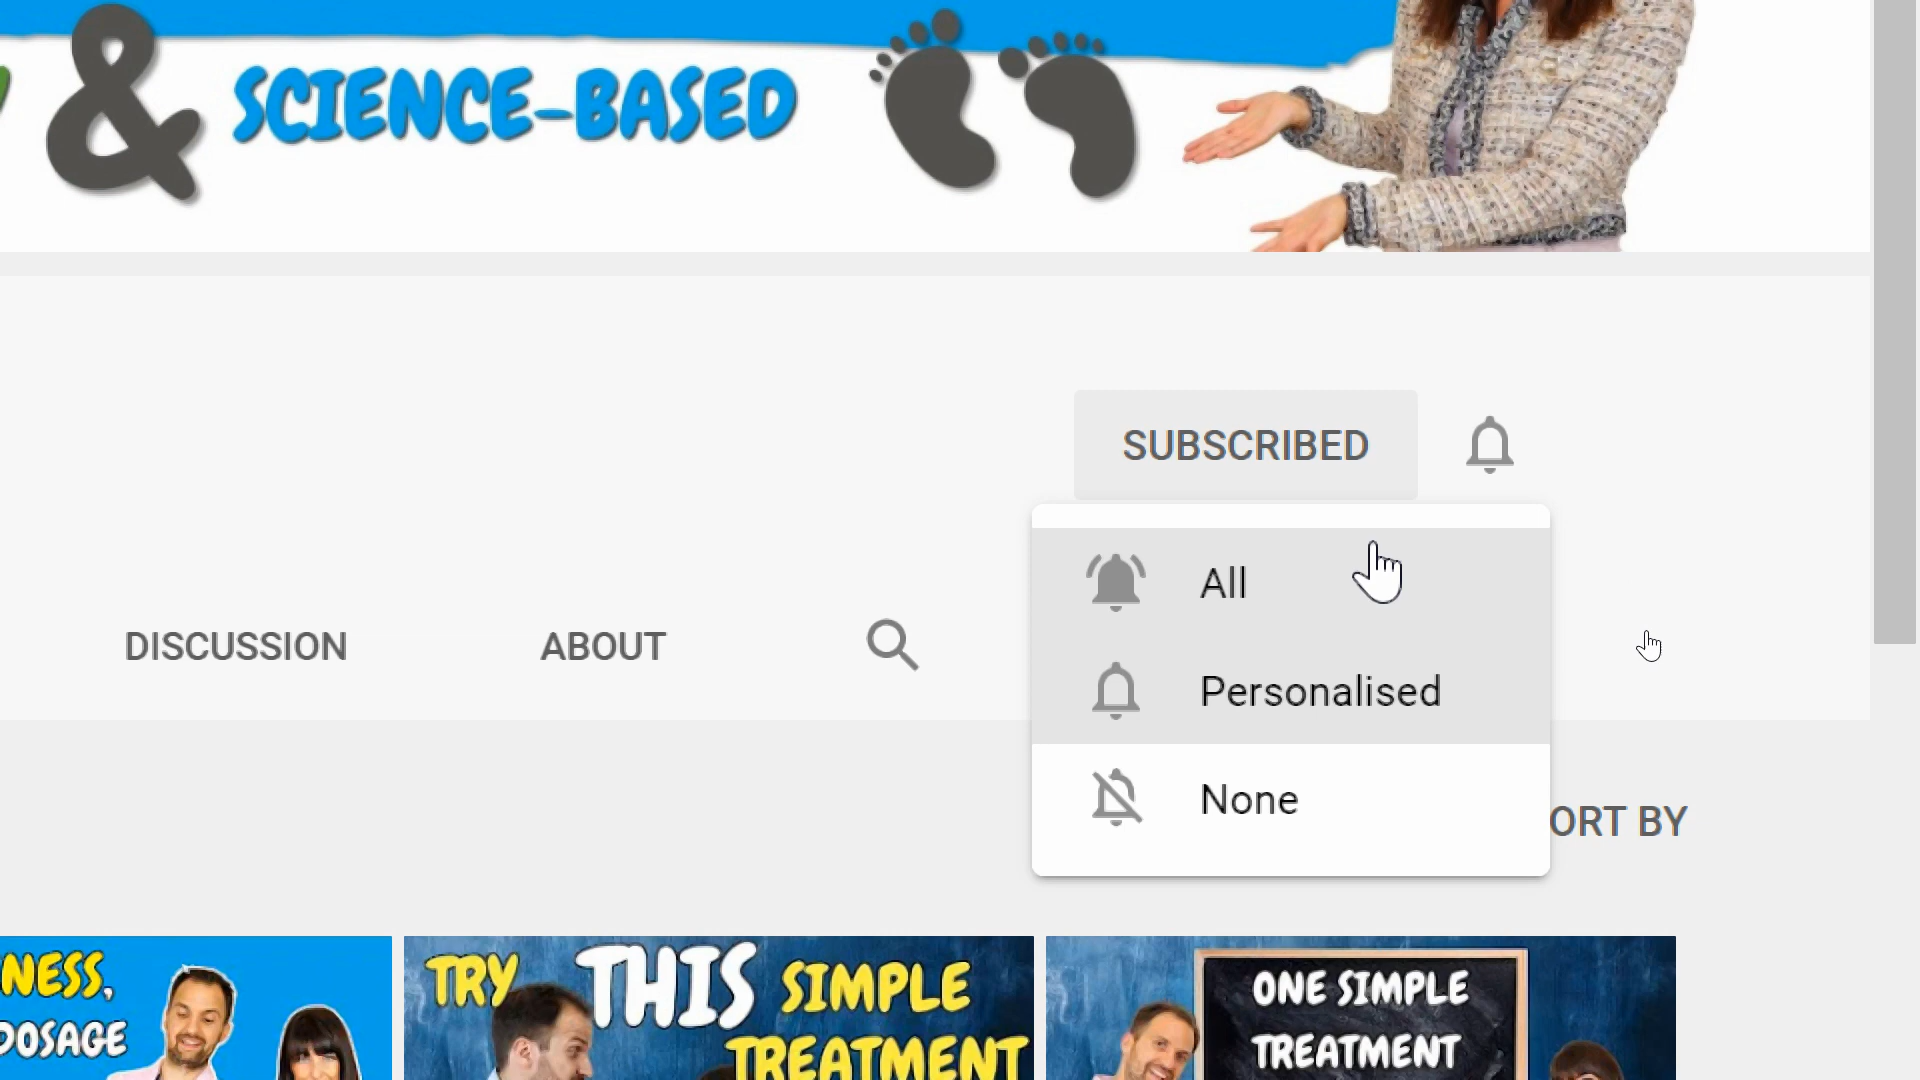 & SCIENCE-BASED
SUBSCRIBED
All
DISCUSSION ABOUT
Personalised
None
ORT BY
NESS,
DOSAGE
TRY THIS SIMPLE
TREATMENT
ONE SIMPLE
TREATMENT